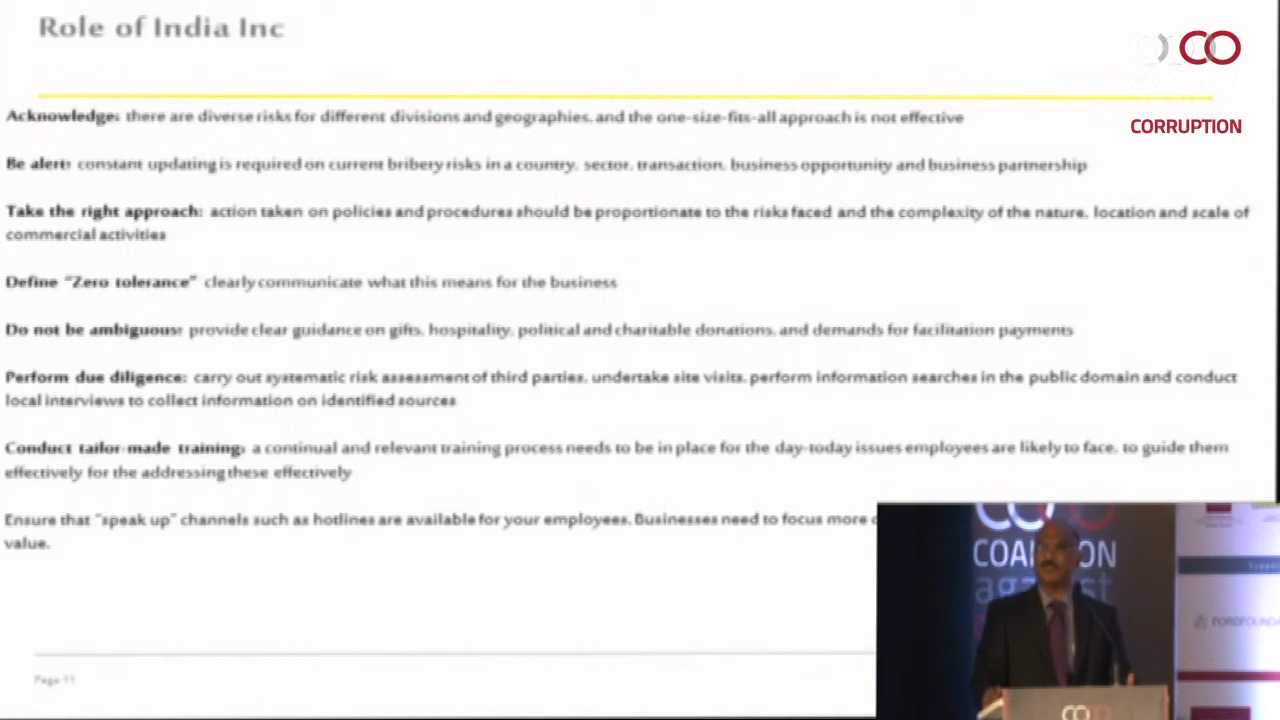 Role of India Inc
CORRUPTION
Acknowledge: there are diverse risks for different divisions and geographies, and the one-size-fits-all approach is not effective
Be alert: constant updating is required on current bribery risks in a country, sector, transaction, business opportunity and business partnership
Take the right approach: action taken on policies and procedures should be proportionate to the risks faced and the complexity of the nature, location and scale of
commercial activities
Define "Zero tolerance" clearly communicate what this means for the business
Do not be ambiguous: provide clear guidance on gifts, hospitality, political and charitable donations, and demands for facilitation payments
Perform due diligence: carry out systematic risk assessment of third parties, undertake site visits, perform information searches in the public domain and conduct
local interviews to collect information on identified sources
Conduct tailor-made training: a continual and relevant training process needs to be in place for the day-today issues employees are likely to face, to guide them
effectively for the addressing these effectively
Ensure that "speak up" channels such as hotlines are available for your employees. Businesses need to focus more
value.
Page 11
COAL ON
aga st